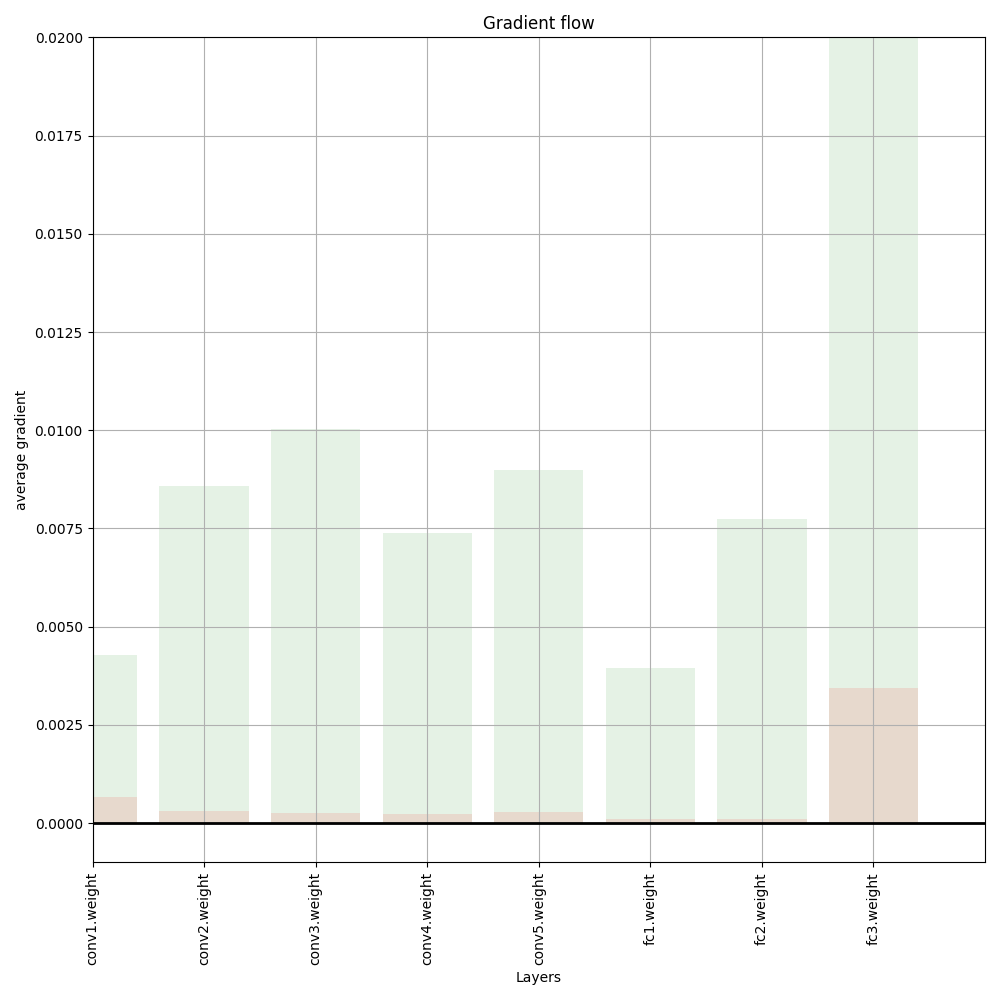 Gradient flow
0.0200
0.0175
0.0150
0.0125
0.0100
0.0075
0.0050
0.0025
0.0000
average gradient
conv1.weight
conv2.weight
conv3.weight
conv4.weight
conv5.weight
fc1.weight
fc2.weight
fc3.weight
Layers